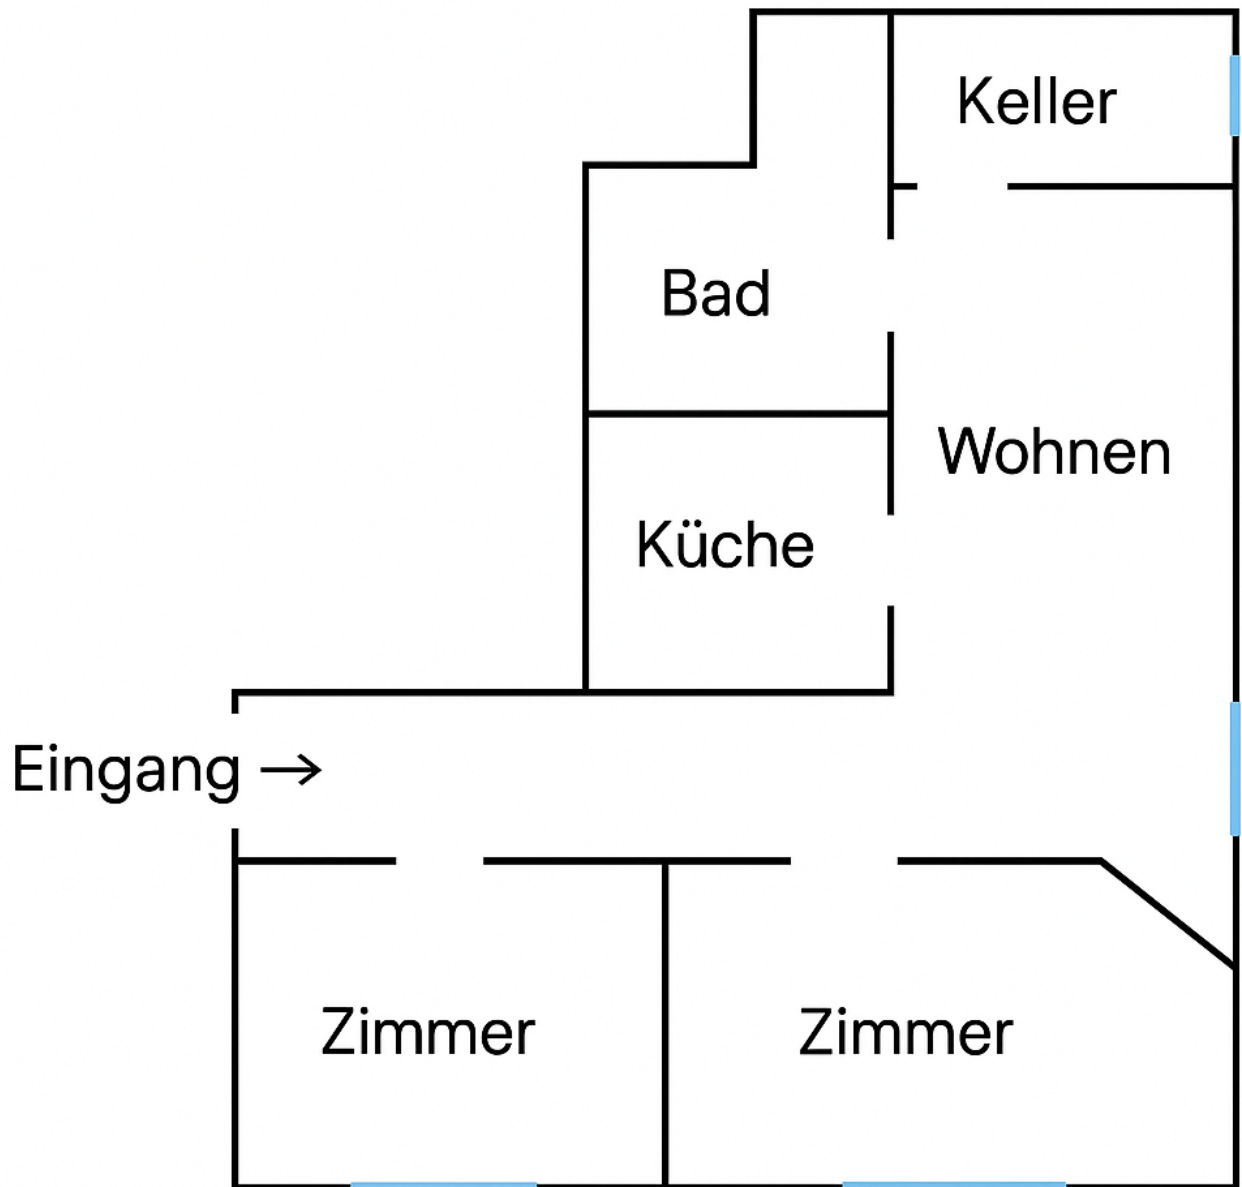 Keller
Bad
Wohnen
Küche
Eingang →
Zimmer
Zimmer